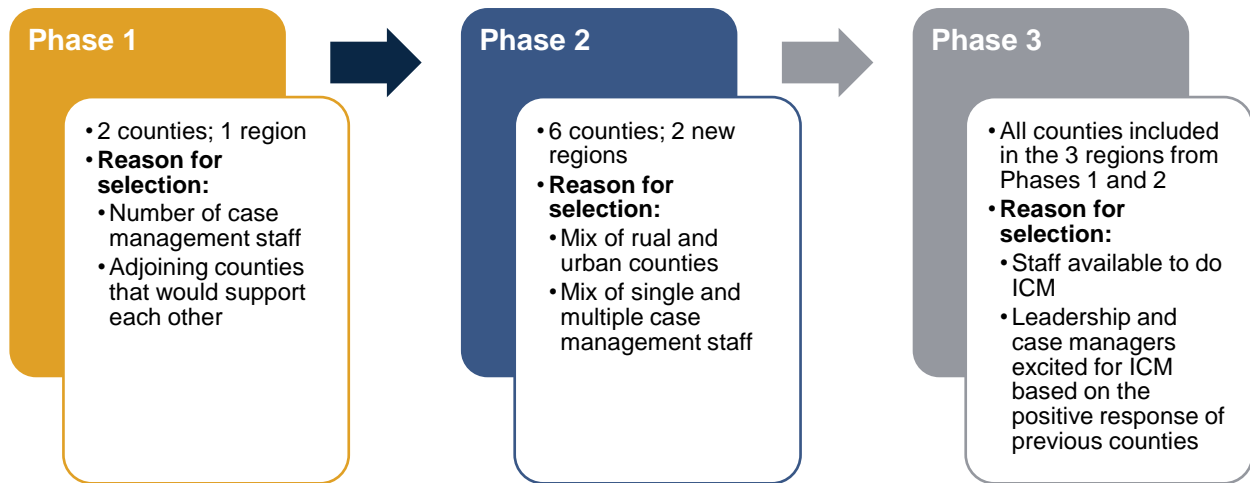 Phase 1
• 2 counties; 1 region
• Reason for
selection:
• Number of case
management staff
• Adjoining counties
that would support
each other
Phase 2
• 6 counties; 2 new
regions
• Reason for
selection:
• Mix of rual and
urban counties
• Mix of single and
multiple case
management staff
Phase 3
• All counties included
in the 3 regions from
Phases 1 and 2
• Reason for
selection:
• Staff available to do
ICM
• Leadership and
case managers
excited for ICM
based on the
positive response of
previous counties